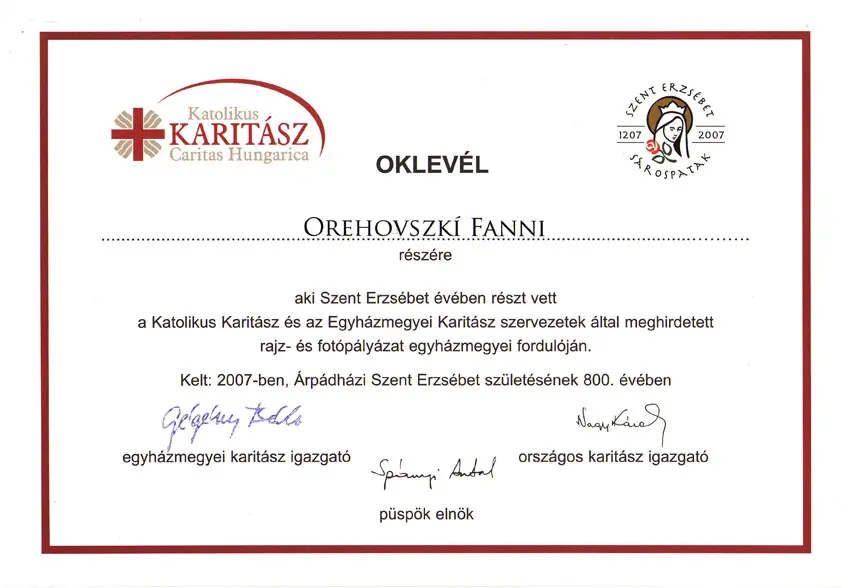 Katolikus
KARITÁSZ
Caritas Hungarica
SZENT ERZSÉBET
1207 2007
SÁROSPATAK
OKLEVÉL
OREHOVSZKÍ FANNI
részére
aki Szent Erzsébet évében részt vett
a Katolikus Karitász és az Egyházmegyei Karitász szervezetek által meghirdetett
rajz- és fotópályázat egyházmegyei fordulóján.
Kelt: 2007-ben, Árpádházi Szent Erzsébet születésének 800. évében
Nagy Károly
egyházmegyei karitász igazgató
országos karitász igazgató
Spányi Antal
püspök elnök